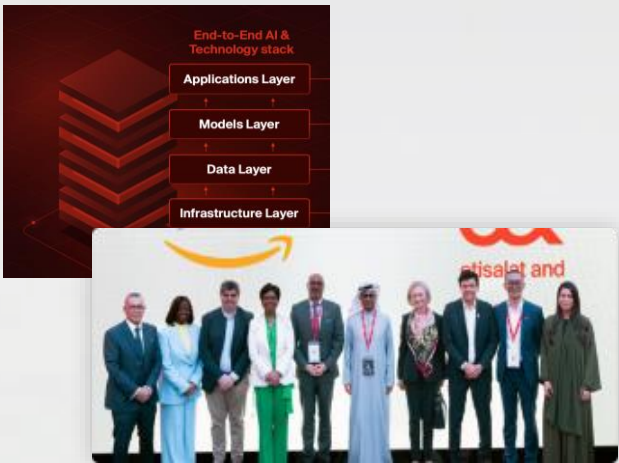 End-to-End AI &
Technology stack
Applications Layer
Models Layer
Data Layer
Infrastructure Layer
etisalat and